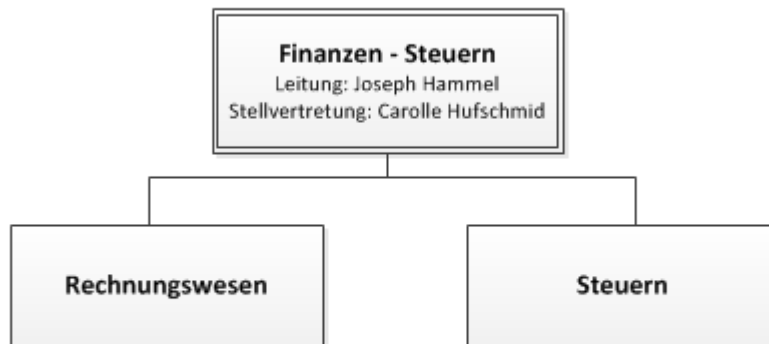 Finanzen - Steuern
Leitung: Joseph Hammel
Stellvertretung: Carolle Hufschmid
Rechnungswesen
Steuern